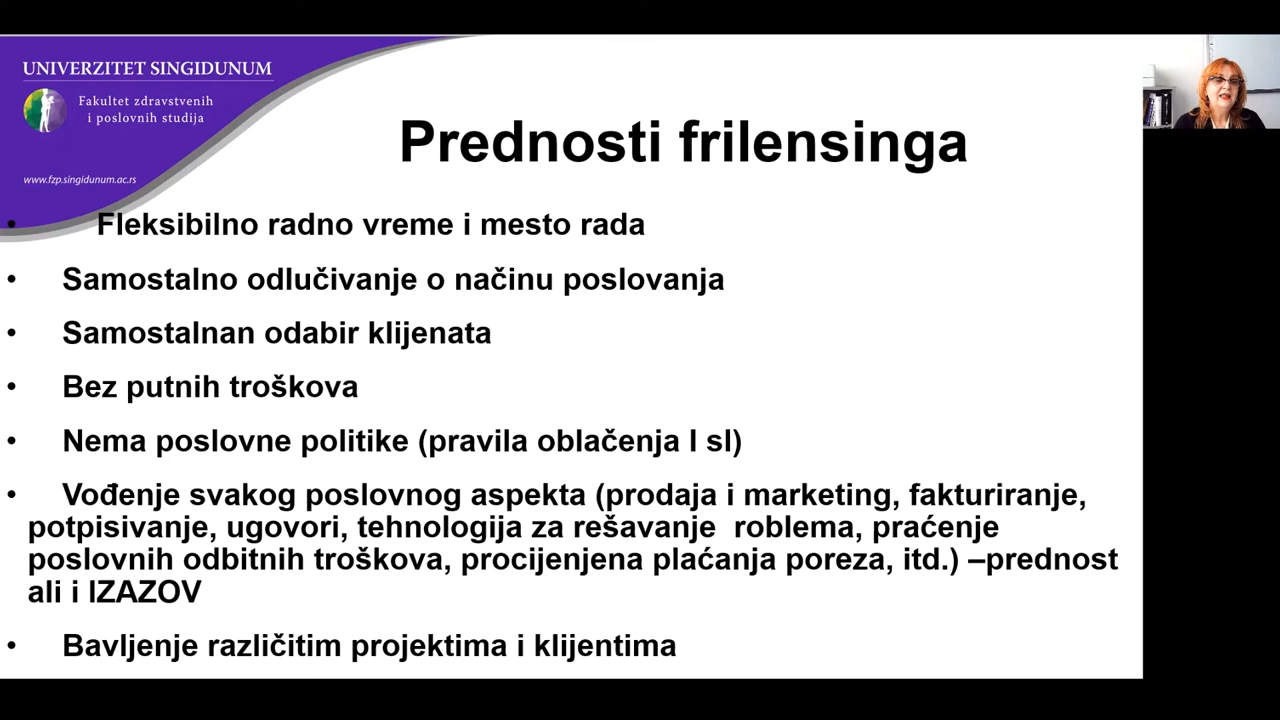 UNIVERZITET SINGIDUNUM
Fakultet zdravstvenih
i poslovnih studija
www.fzp.singidunum.ac.rs
Prednosti frilensinga
• Fleksibilno radno vreme i mesto rada
• Samostalno odlučivanje o načinu poslovanja
• Samostalnan odabir klijenata
• Bez putnih troškova
• Nema poslovne politike (pravila oblačenja I sl)
• Vođenje svakog poslovnog aspekta (prodaja i marketing, fakturiranje,
potpisivanje, ugovori, tehnologija za rešavanje roblema, praćenje
poslovnih odbitnih troškova, procijenjena plaćanja poreza, itd.) –prednost
ali i IZAZOV
• Bavljenje različitim projektima i klijentima